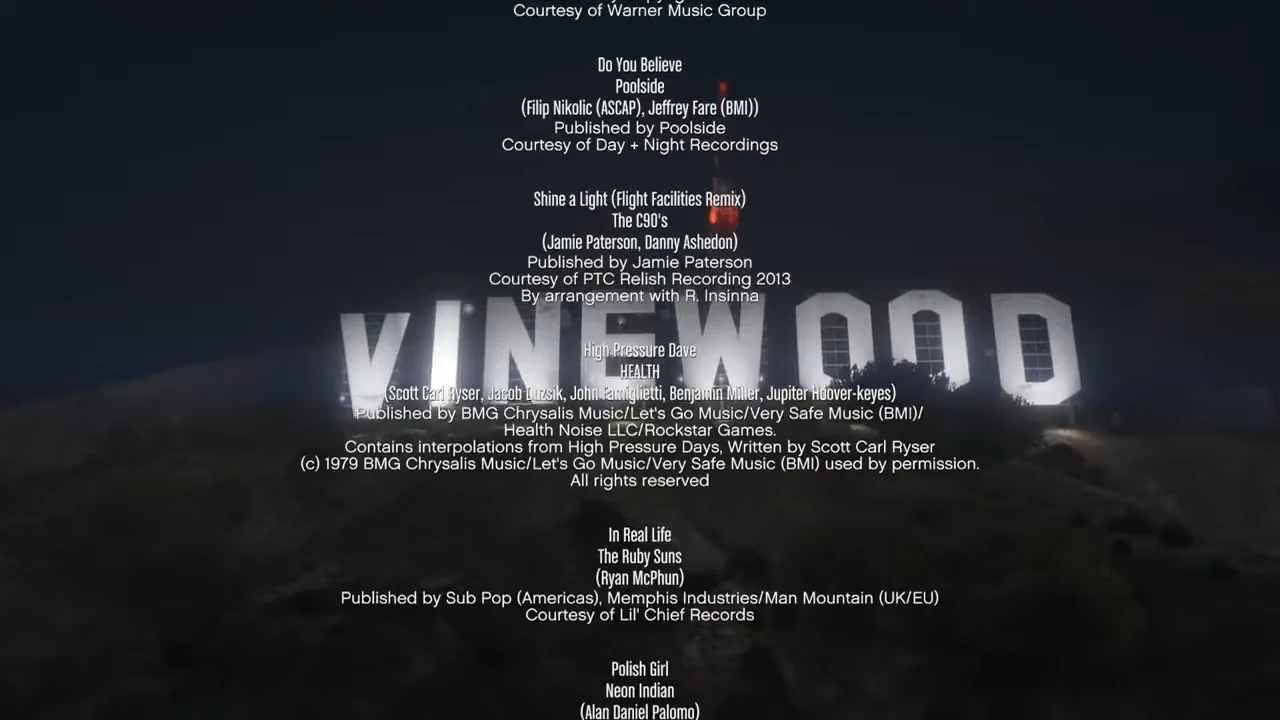 Courtesy of Warner Music Group
Do You Believe
Poolside
(Filip Nikolic (ASCAP), Jeffrey Fare (BMI))
Published by Poolside
Courtesy of Day + Night Recordings
Shine a Light (Flight Facilities Remix)
The C90's
(Jamie Paterson, Danny Ashedon)
Published by Jamie Paterson
Courtesy of PTC Relish Recording 2013
By arrangement with R. Insinna
VINEWOOD
High Pressure Dave
HEALTH
(Scott Carl Ryser, Jacob Duzsik, John Famiglietti, Benjamin Miller, Jupiter Hoover-keyes)
Published by BMG Chrysalis Music/Let's Go Music/Very Safe Music (BMI)/
Health Noise LLC/Rockstar Games.
Contains interpolations from High Pressure Days, Written by Scott Carl Ryser
(c) 1979 BMG Chrysalis Music/Let's Go Music/Very Safe Music (BMI) used by permission.
All rights reserved
In Real Life
The Ruby Suns
(Ryan McPhun)
Published by Sub Pop (Americas), Memphis Industries/Man Mountain (UK/EU)
Courtesy of Lil' Chief Records
Polish Girl
Neon Indian
(Alan Daniel Palomo)